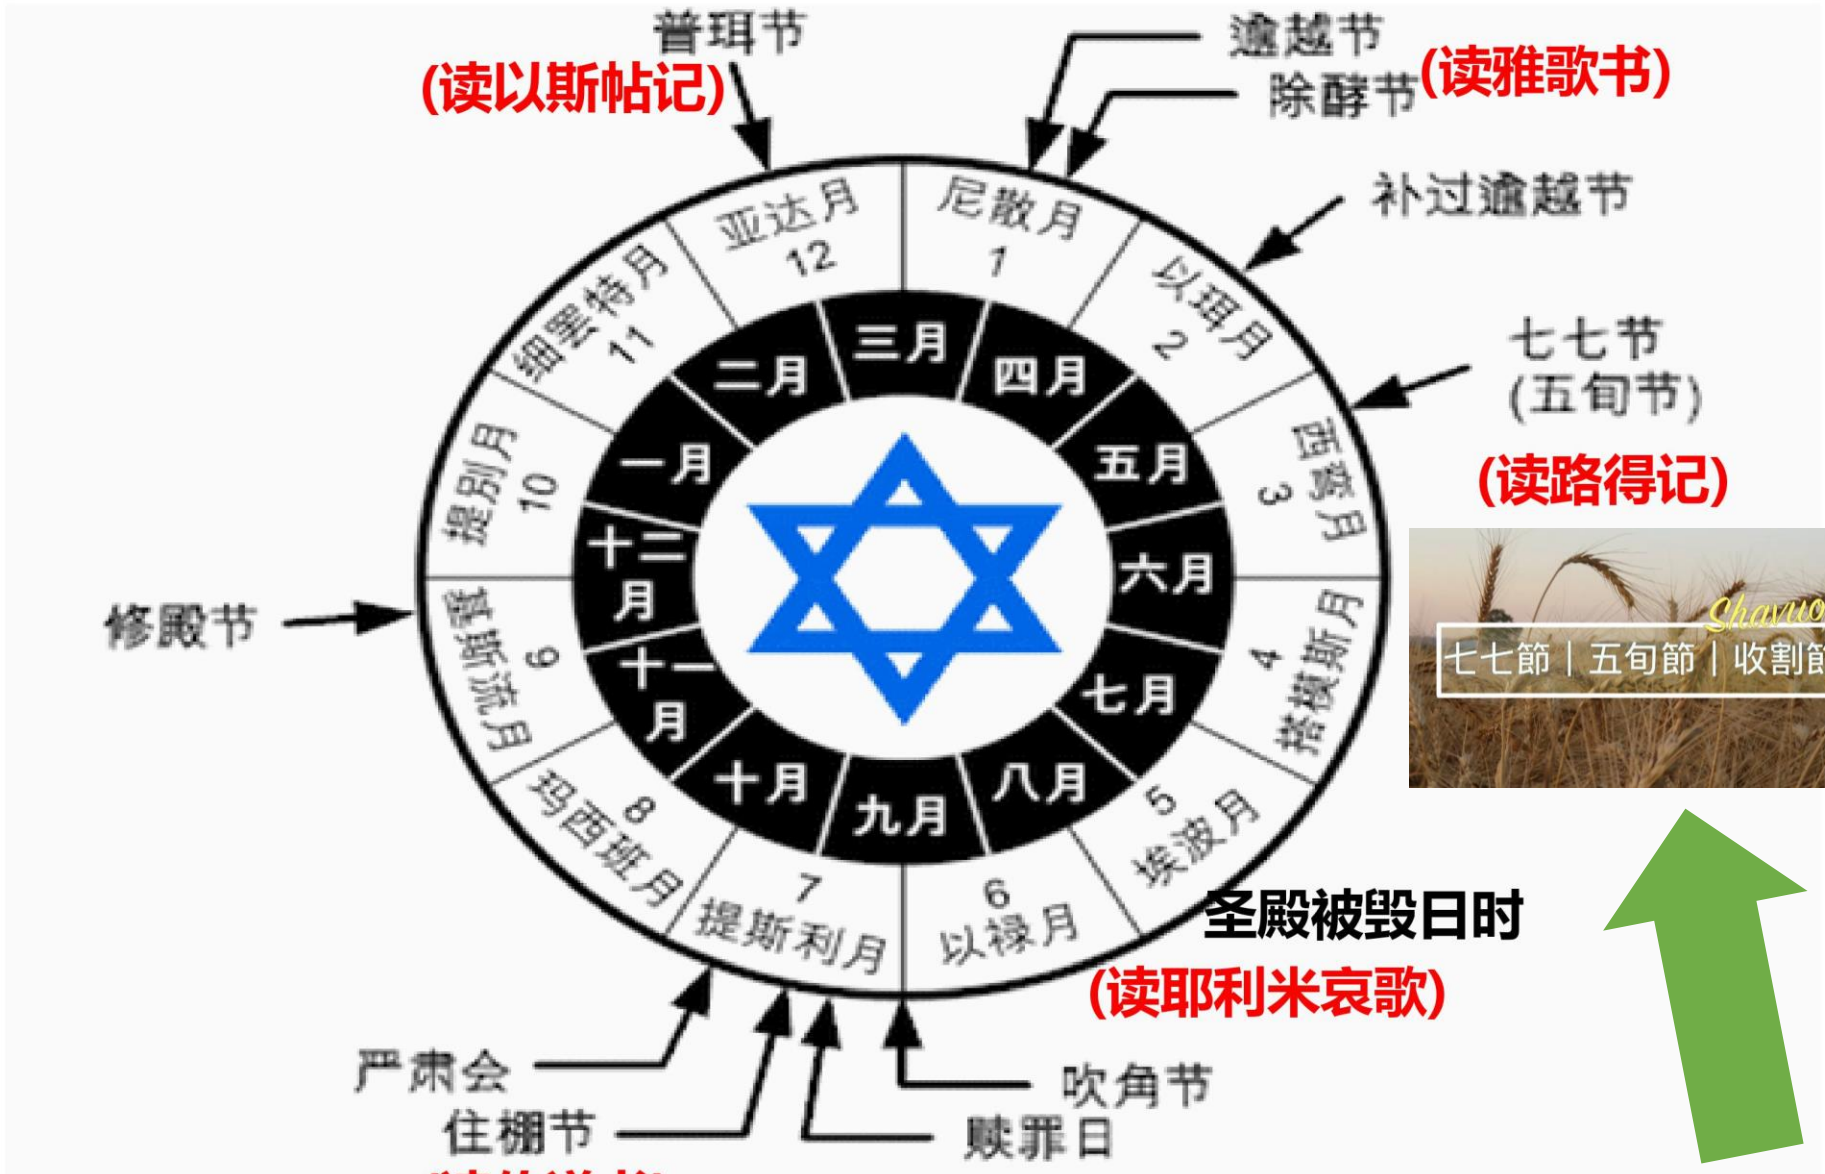 普珥节
(读以斯帖记)
逾越节
除酵节
(读雅歌书)
补过逾越节
七七节
(五旬节)
(读路得记)
亚达月
12
尼散月
1
以珥月
2
西弯月
3
搭模斯月
4
埃波月
5
以禄月
6
提斯利月
7
玛西班月
8
基斯流月
9
提别月
10
细罢特月
11
三月
四月
五月
六月
七月
八月
九月
十月
十一
月
十二
月
一月
二月
修殿节
Shavuo
七七節｜五旬節｜收割節
圣殿被毁日时
(读耶利米哀歌)
严肃会
住棚节
吹角节
赎罪日